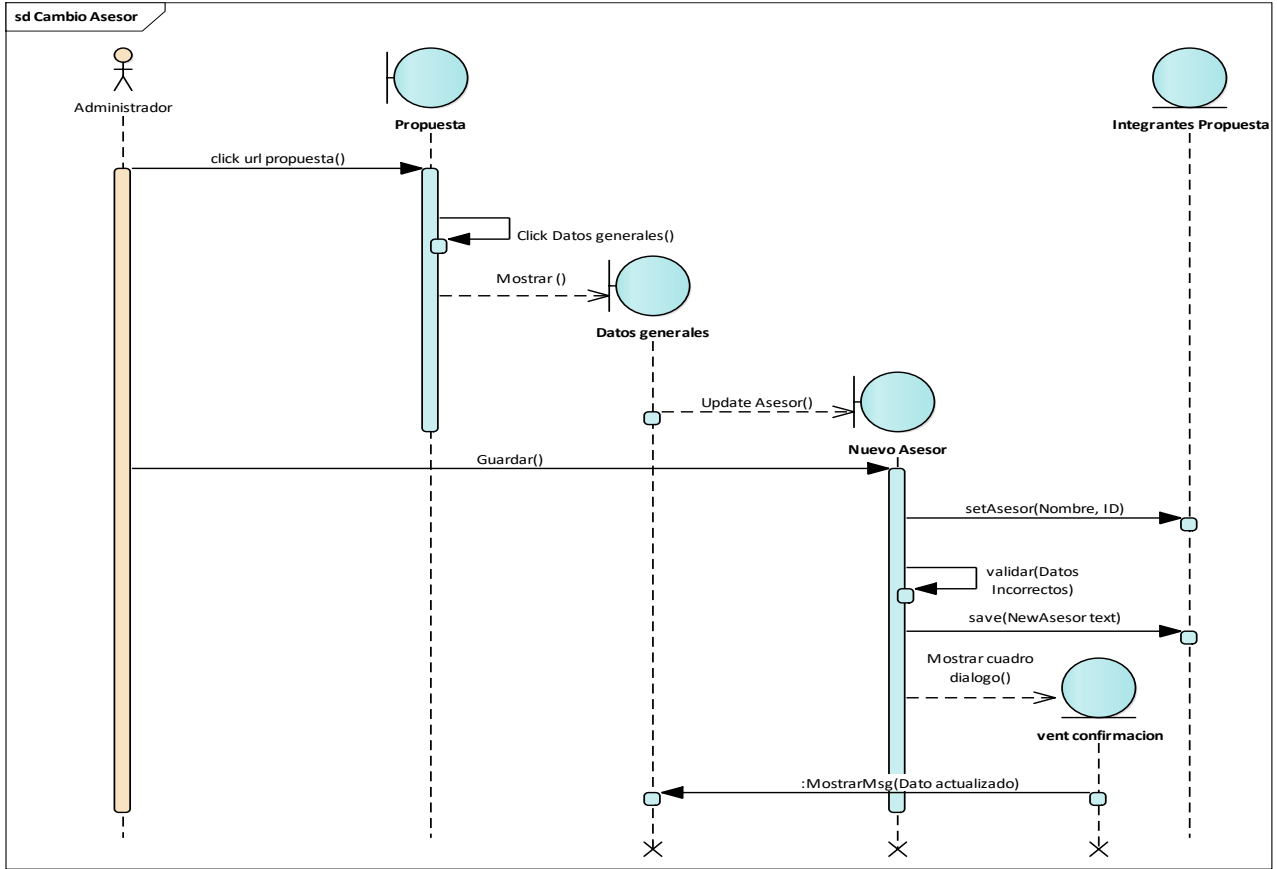 sd Cambio Asesor
Administrador
Propuesta
Integrantes Propuesta
click url propuesta()
Click Datos generales()
Mostrar ()
Datos generales
Update Asesor()
Nuevo Asesor
Guardar()
setAsesor(Nombre, ID)
validar(Datos
Incorrectos)
save(NewAsesor text)
Mostrar cuadro
dialogo()
vent confirmacion
:MostrarMsg(Dato actualizado)